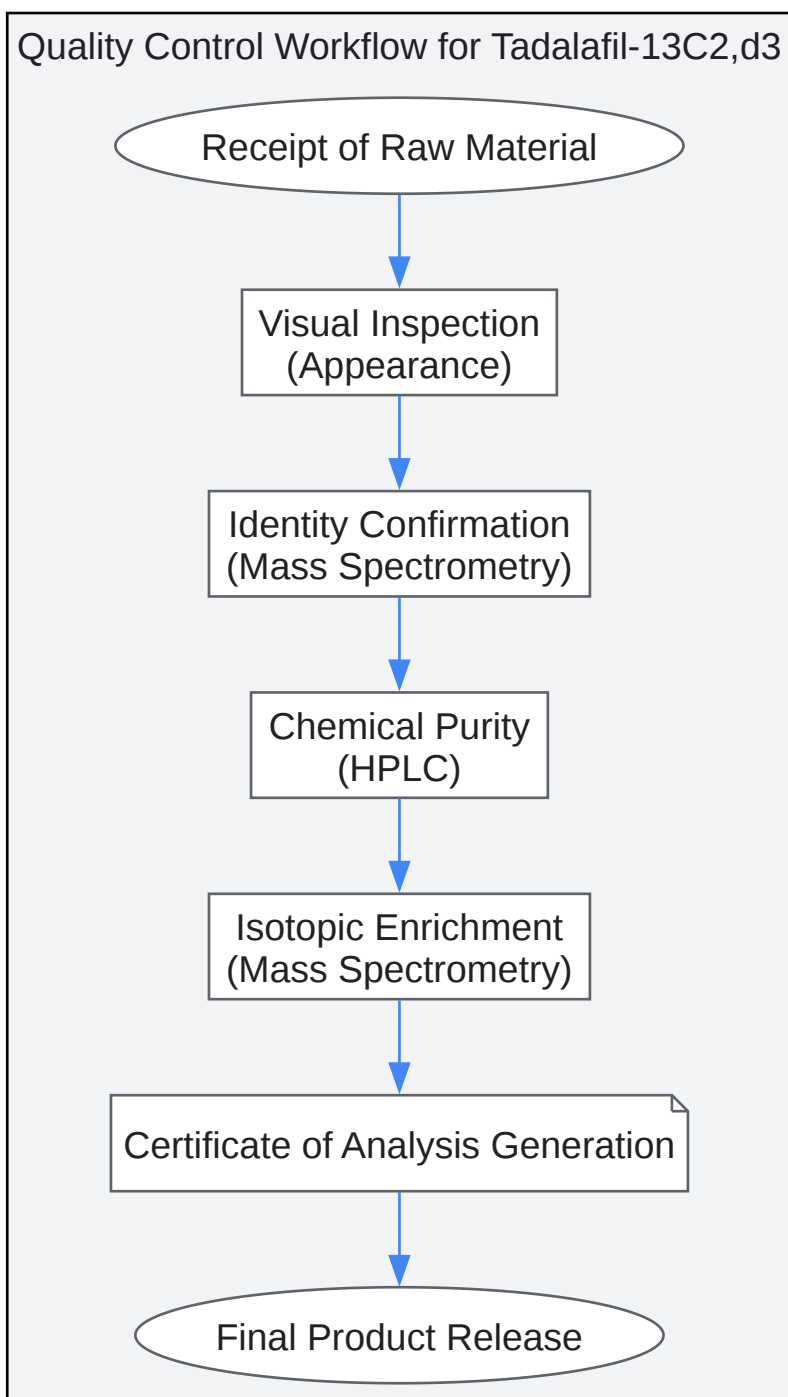 Quality Control Workflow for Tadalafil-13C2,d3
Receipt of Raw Material
Visual Inspection
(Appearance)
Identity Confirmation
(Mass Spectrometry)
Chemical Purity
(HPLC)
Isotopic Enrichment
(Mass Spectrometry)
Certificate of Analysis Generation
Final Product Release